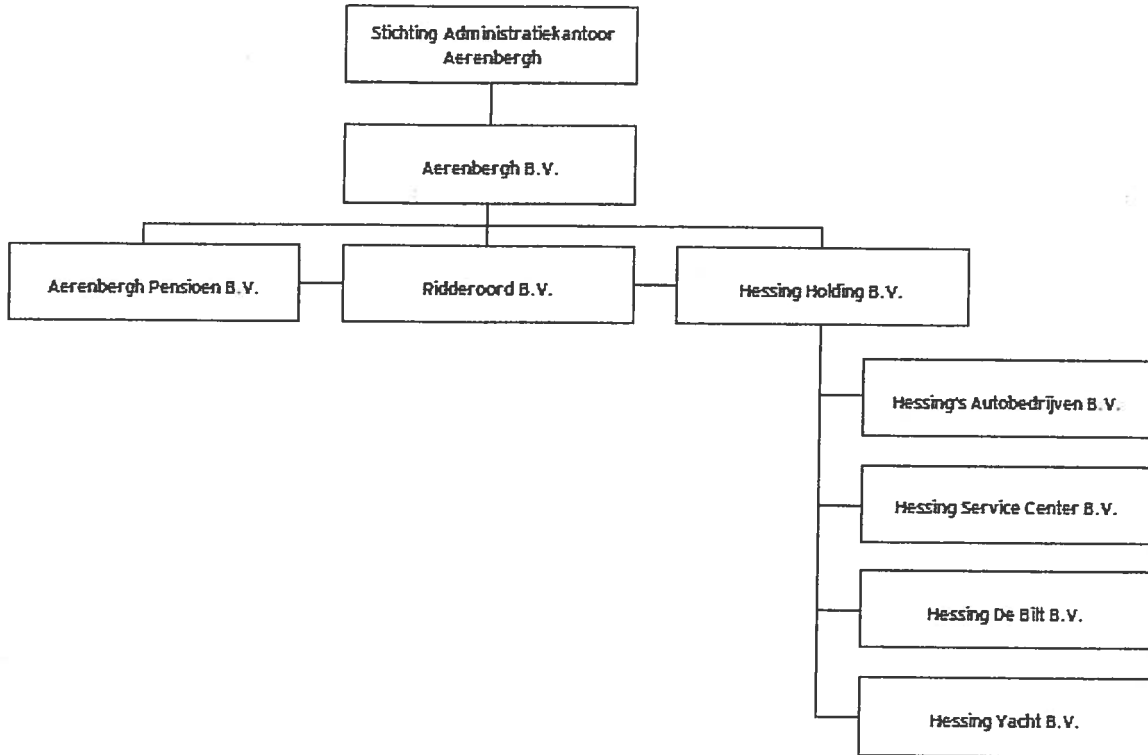 Stichting Administratiekantoor
Aerenbergh
Aerenbergh B.V.
Aerenbergh Pensioen B.V.
Ridderoord B.V.
Hessing Holding B.V.
Hessing's Autobedrijven B.V.
Hessing Service Center B.V.
Hessing De Bilt B.V.
Hessing Yacht B.V.